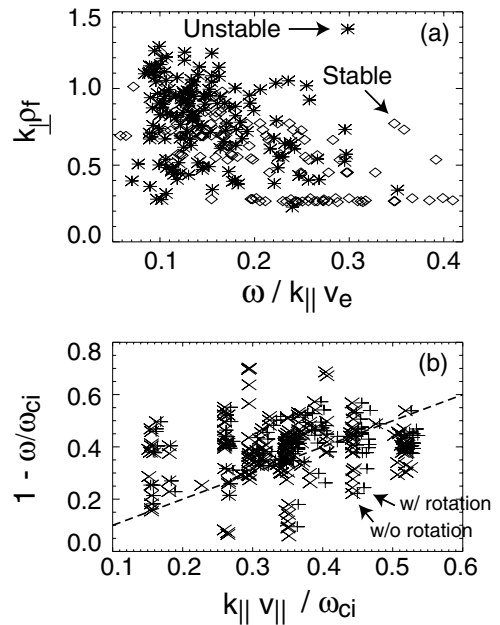 1.5
Unstable
(a)
1.0
Stable
k⊥ρf
0.5
0.0
0.1 0.2 0.3 0.4
ω / k|| ve
0.8
(b)
0.6
1 - ω/ωci
0.4
0.2
w/ rotation
w/o rotation
0.0
0.1 0.2 0.3 0.4 0.5 0.6
k|| v|| / ωci